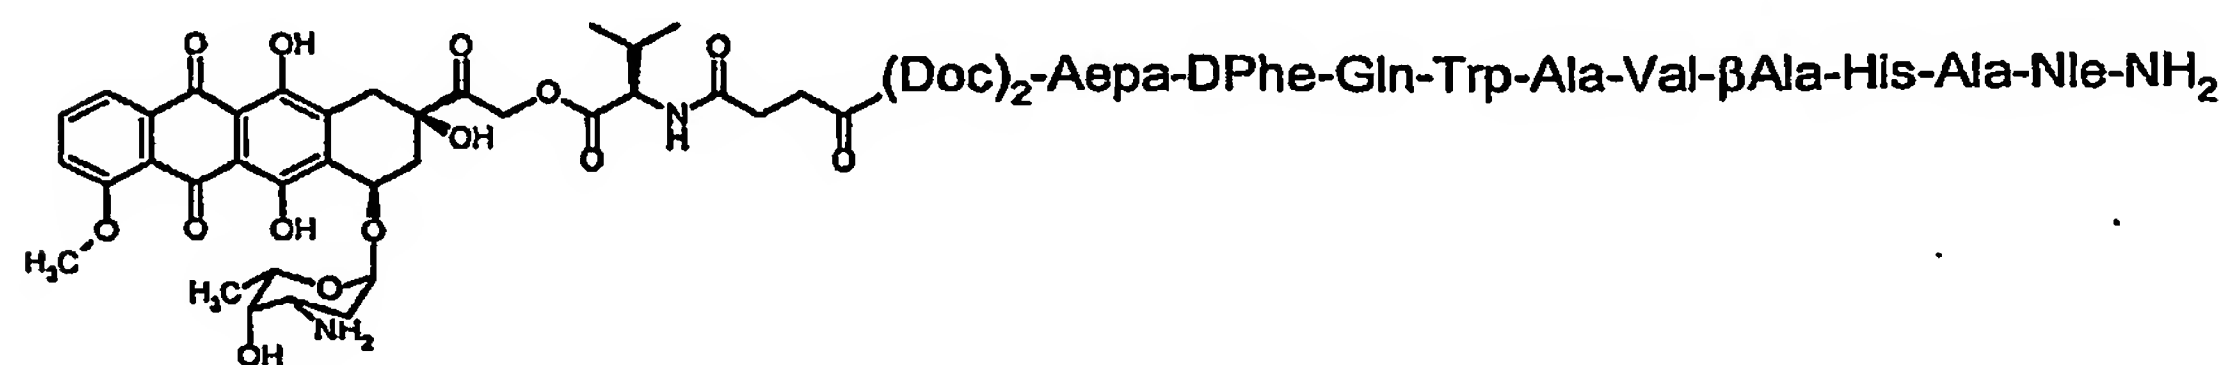 O OH O O (Doc)₂-Aepa-DPhe-Gln-Trp-Ala-Val-βAla-His-Ala-Nle-NH₂
O
OH N
H
O O
O O OH O
H₃C
H₃C O
NH₂
OH